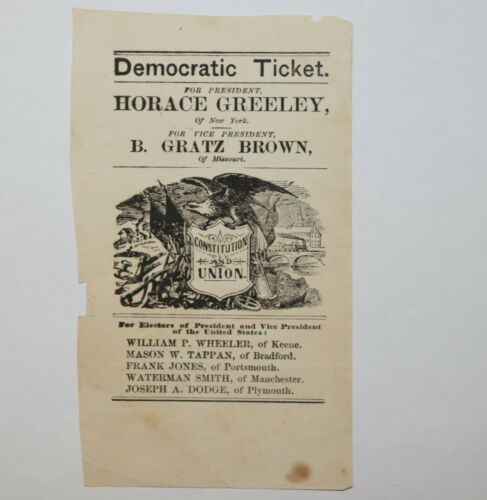 Democratic Ticket.
FOR PRESIDENT,
HORACE GREELEY,
Of New York.
FOR VICE PRESIDENT,
B. GRATZ BROWN,
Of Missouri.
CONSTITUTION
AND
UNION.
For Electors of President and Vice President
of the United States:
WILLIAM P. WHEELER, of Keene.
MASON W. TAPPAN, of Bradford.
FRANK JONES, of Portsmouth.
WATERMAN SMITH, of Manchester.
JOSEPH A. DODGE, of Plymouth.